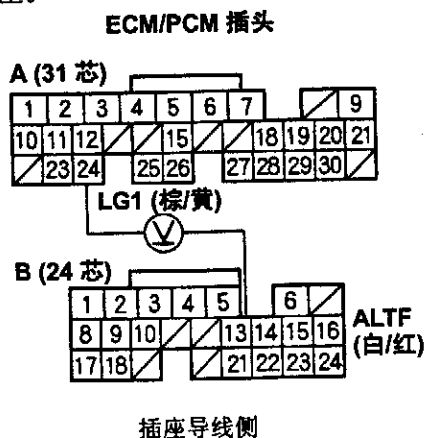 ECM/PCM 插头
A (31 芯)
1 2 3 4 5 6 7 9
10 11 12 15 18 19 20 21
23 24 25 26 27 28 29 30
LG1 (棕/黄)
V
B (24 芯)
1 2 3 4 5 6
8 9 10 13 14 15 16
ALTF
(白/红)
17 18 21 22 23 24
插座导线侧